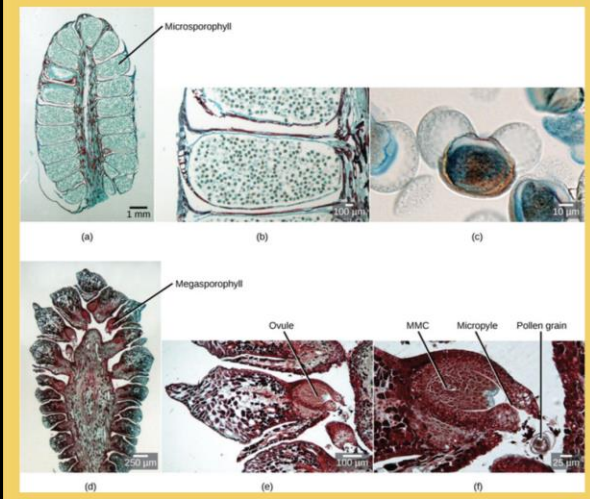 Microsporophyll
1 mm
100 µm
10 µm
(a)
(b)
(c)
Megasporophyll
Ovule
MMC
Micropyle
Pollen grain
250 µm
100 µm
25 µm
(d)
(e)
(f)